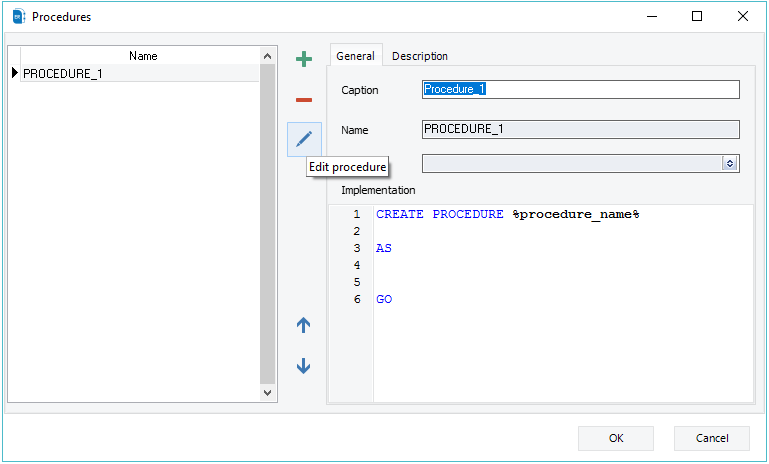 Procedures
Name
PROCEDURE_1
General
Description
Caption
Procedure_1
Name
PROCEDURE_1
Edit procedure
Implementation
1 CREATE PROCEDURE %procedure_name%
2
3 AS
4
5
6 GO
OK
Cancel